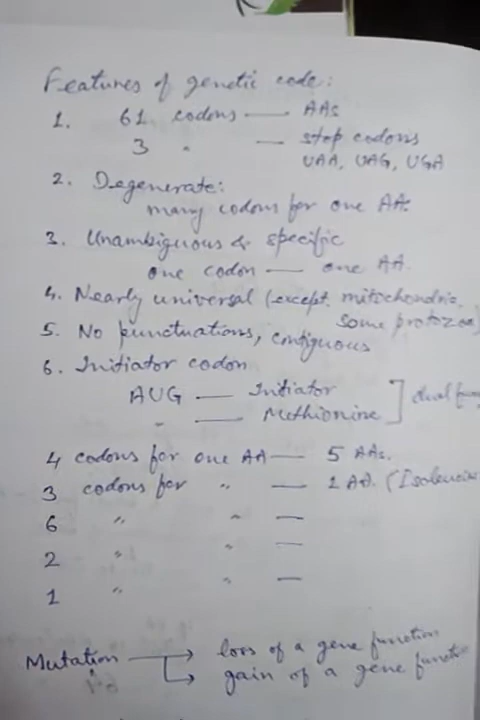 Features of genetic code:
1. 61 codons — AAs
3 " — stop codons
UAA, UAG, UGA
2. Degenerate:
many codons for one AA.
3. Unambiguous & specific
one codon — one AA.
4. Nearly universal (except mitochondria,
some protozoa)
5. No punctuations, contiguous
6. Initiator codon
AUG — Initiator
" — Methionine ] dual
4 codons for one AA — 5 AAs.
3 codons for " — 1 AA. (Isoleucine
6 " " —
2 " " —
1 " " —
Mutation → loss of a gene function
→ gain of a gene function